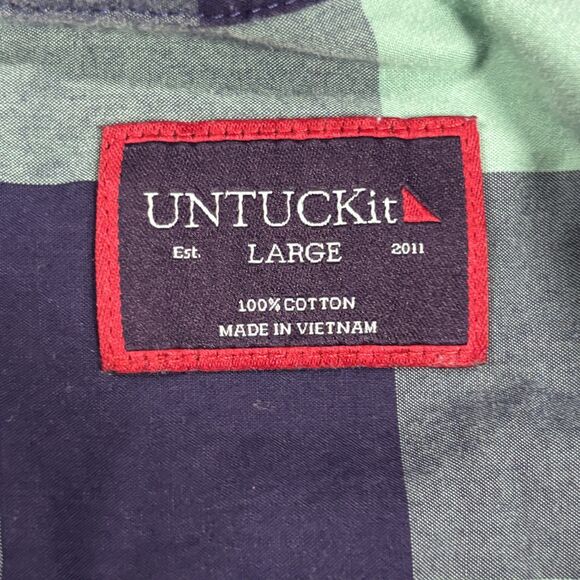 UNTUCKit
Est. LARGE 2011
100% COTTON
MADE IN VIETNAM